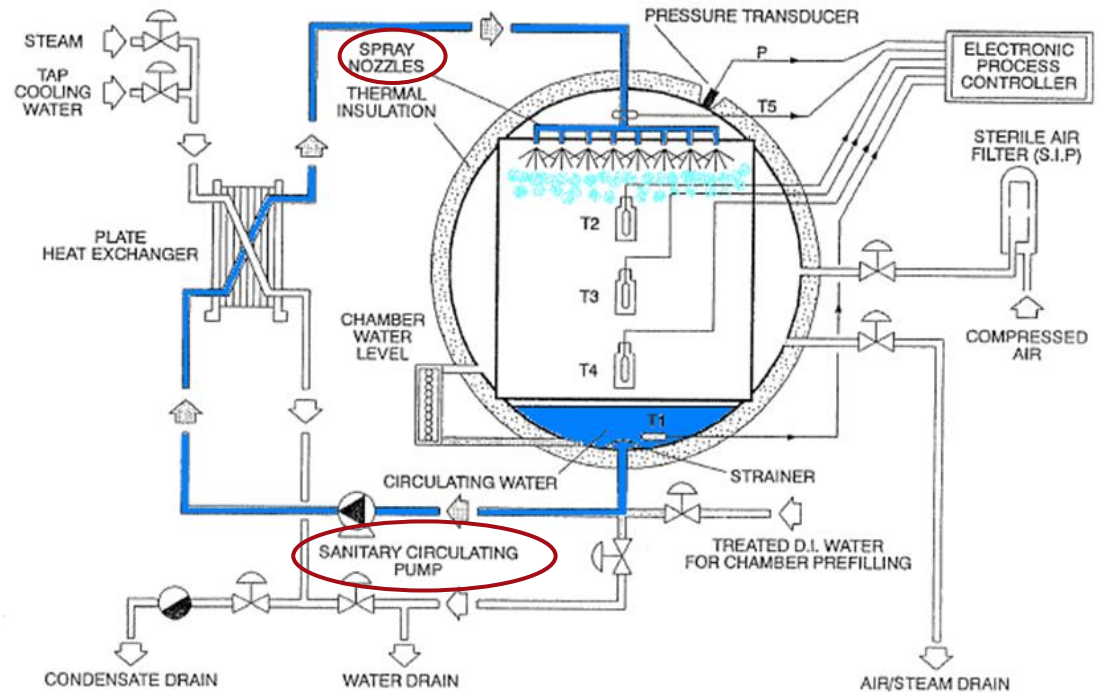 STEAM
TAP
COOLING
WATER
SPRAY
NOZZLES
THERMAL
INSULATION
PRESSURE TRANSDUCER
P
T5
ELECTRONIC
PROCESS
CONTROLLER
STERILE AIR
FILTER (S.I.P)
PLATE
HEAT EXCHANGER
T2
T3
T4
T1
CHAMBER
WATER
LEVEL
COMPRESSED
AIR
STRAINER
CIRCULATING WATER
SANITARY CIRCULATING
PUMP
TREATED D.I. WATER
FOR CHAMBER PREFILLING
CONDENSATE DRAIN
WATER DRAIN
AIR/STEAM DRAIN